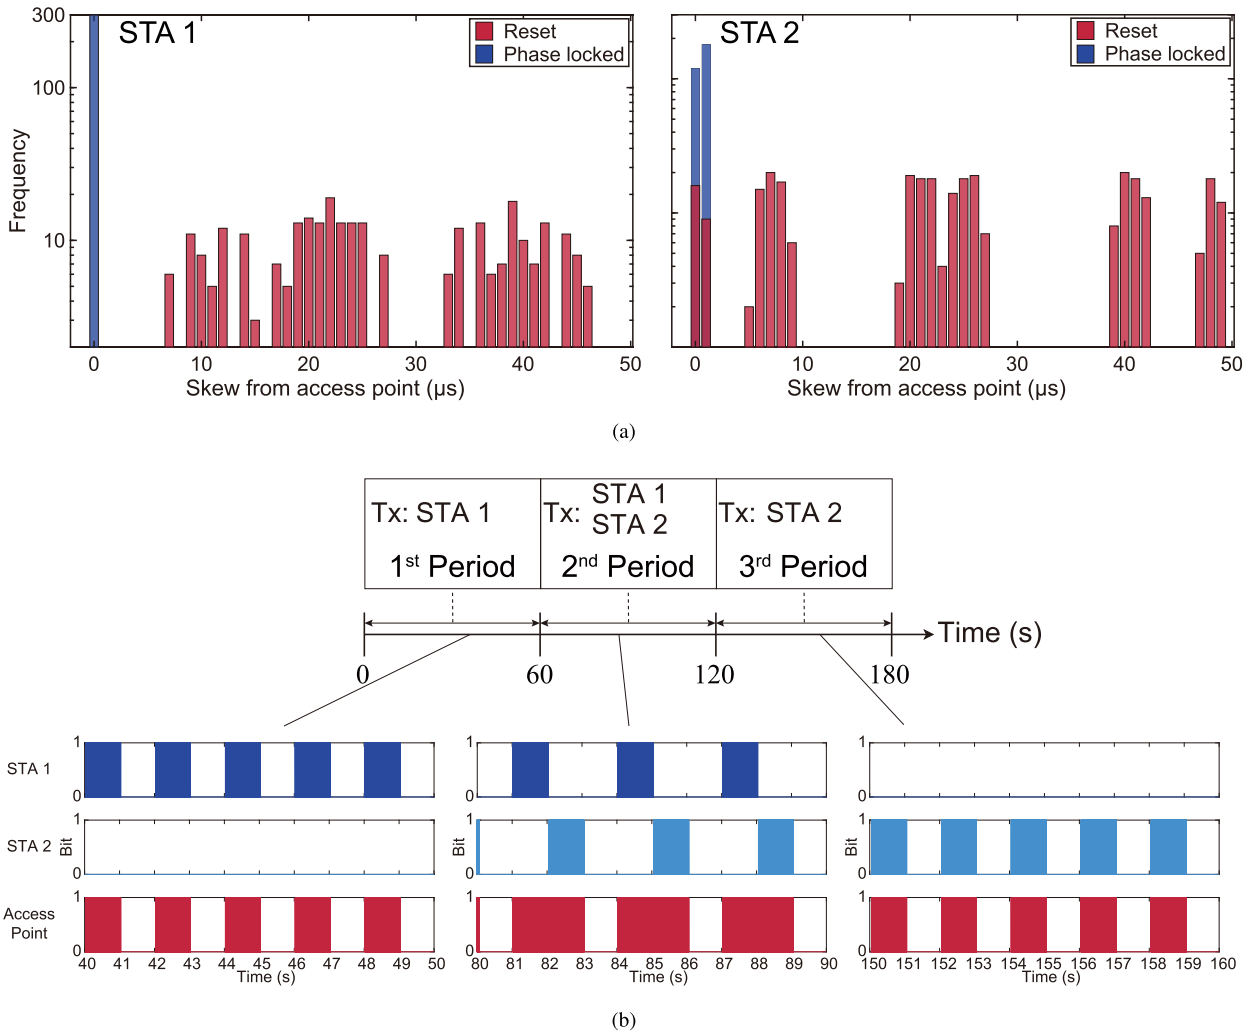 STA 1
Reset
Phase locked
300
100
10
Frequency
0 10 20 30 40 50
Skew from access point (μs)
STA 2
Reset
Phase locked
0 10 20 30 40 50
Skew from access point (μs)
(a)
Tx: STA 1
1st Period
Tx: STA 1
STA 2
2nd Period
Tx: STA 2
3rd Period
Time (s)
0 60 120 180
STA 1
1
0
1
0
1
0
STA 2
Bit
1
0
Bit
1
0
Bit
1
0
Access
Point
1
0
1
0
1
0
40 41 42 43 44 45 46 47 48 49 50
Time (s)
80 81 82 83 84 85 86 87 88 89 90
Time (s)
150 151 152 153 154 155 156 157 158 159 160
Time (s)
(b)